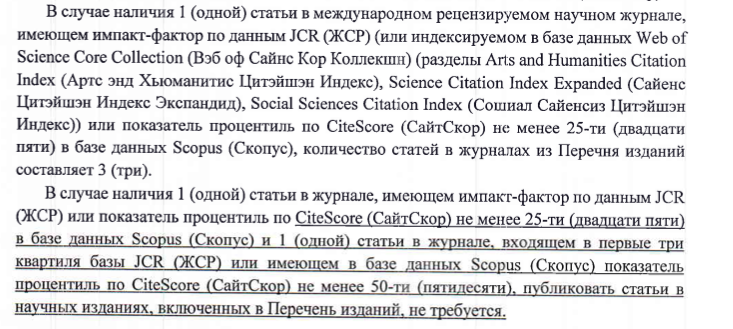 В случае наличия 1 (одной) статьи в международном рецензируемом научном журнале,
имеющем импакт-фактор по данным JCR (ЖСР) (или индексируемом в базе данных Web of
Science Core Collection (Вэб оф Сайнс Кор Коллекшн) (разделы Arts and Humanities Citation
Index (Артс энд Хьюманитис Цитэйшэн Индекс), Science Citation Index Expanded (Сайенс
Цитэйшэн Индекс Экспандид), Social Sciences Citation Index (Сошиал Сайенсиз Цитэйшэн
Индекс)) или показатель процентиль по CiteScore (СайтСкор) не менее 25-ти (двадцати
пяти) в базе данных Scopus (Скопус), количество статей в журналах из Перечня изданий
составляет 3 (три).
В случае наличия 1 (одной) статьи в журнале, имеющем импакт-фактор по данным JCR
(ЖСР) или показатель процентиль по CiteScore (СайтСкор) не менее 25-ти (двадцати пяти)
в базе данных Scopus (Скопус) и 1 (одной) статьи в журнале, входящем в первые три
квартиля базы JCR (ЖСР) или имеющем в базе данных Scopus (Скопус) показатель
процентиль по CiteScore (СайтСкор) не менее 50-ти (пятидесяти), публиковать статьи в
научных изданиях, включенных в Перечень изданий, не требуется.